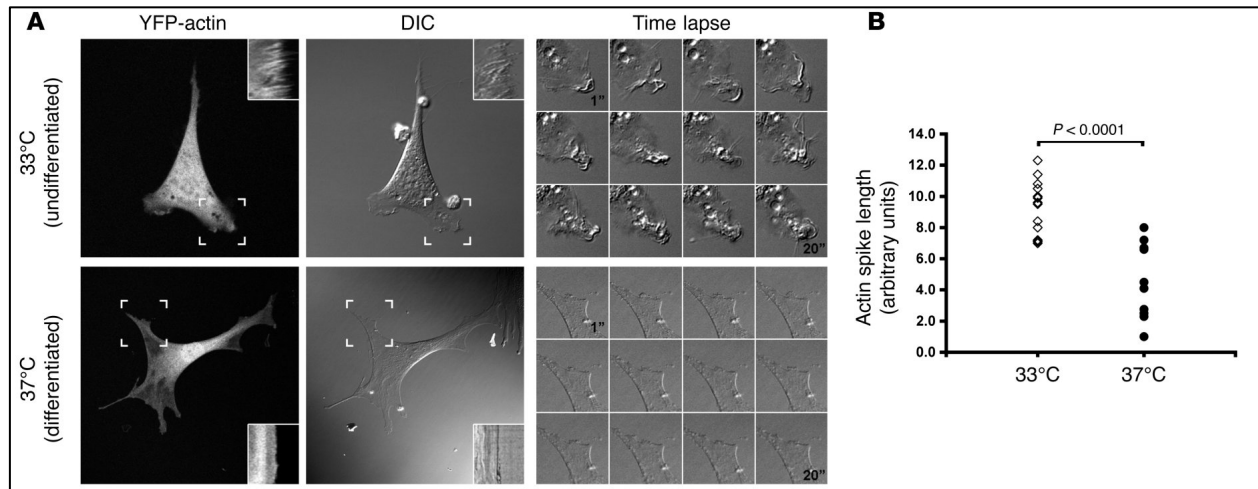 A
YFP-actin
DIC
Time lapse
33°C
(undifferentiated)
1”
20”
37°C
(differentiated)
1”
20”
B
P < 0.0001
Actin spike length
(arbitrary units)
14.0
12.0
10.0
8.0
6.0
4.0
2.0
0.0
33°C
37°C